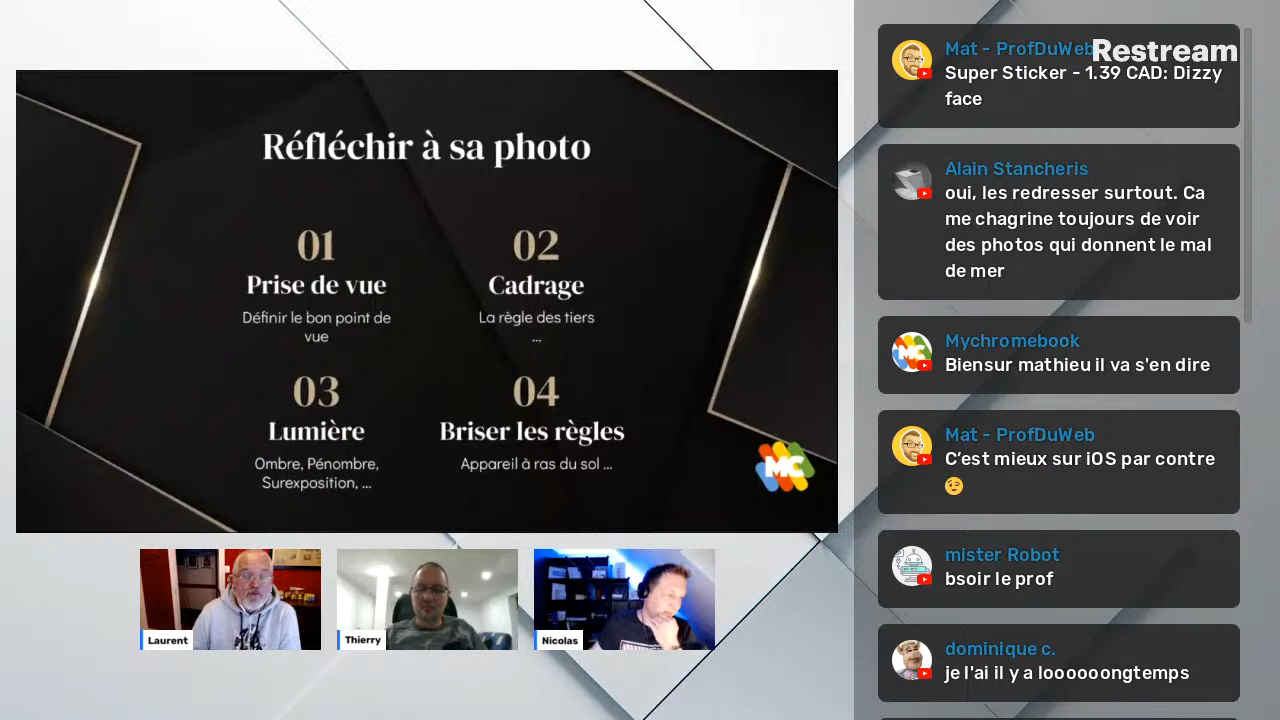 Réfléchir à sa photo
01
Prise de vue
Définir le bon point de
vue
02
Cadrage
La règle des tiers
...
03
Lumière
Ombre, Pénombre,
Surexposition, ...
04
Briser les règles
Appareil à ras du sol ...
MC
Laurent
Thierry
Nicolas
Restream
Mat - ProfDuWeb
Super Sticker - 1.39 CAD: Dizzy
face
Alain Stancheris
oui, les redresser surtout. Ca
me chagrine toujours de voir
des photos qui donnent le mal
de mer
MC
Mychromebook
Biensur mathieu il va s'en dire
Mat - ProfDuWeb
C'est mieux sur iOS par contre
😉
mister Robot
bsoir le prof
dominique c.
je l'ai il y a loooooongtemps